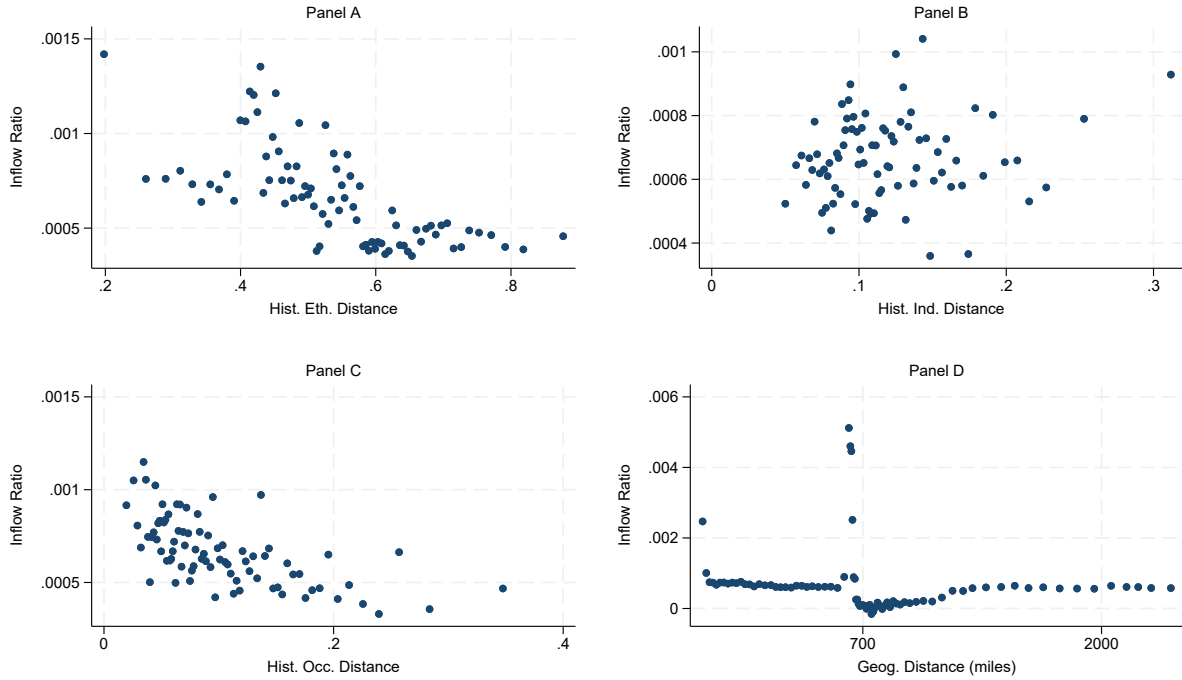 Panel A
.0015
.001
.0005
Inflow Ratio
.2 .4 .6 .8
Hist. Eth. Distance
Panel B
.001
.0008
.0006
.0004
Inflow Ratio
0 .1 .2 .3
Hist. Ind. Distance
Panel C
.0015
.001
.0005
Inflow Ratio
0 .2 .4
Hist. Occ. Distance
Panel D
.006
.004
.002
0
Inflow Ratio
700 2000
Geog. Distance (miles)